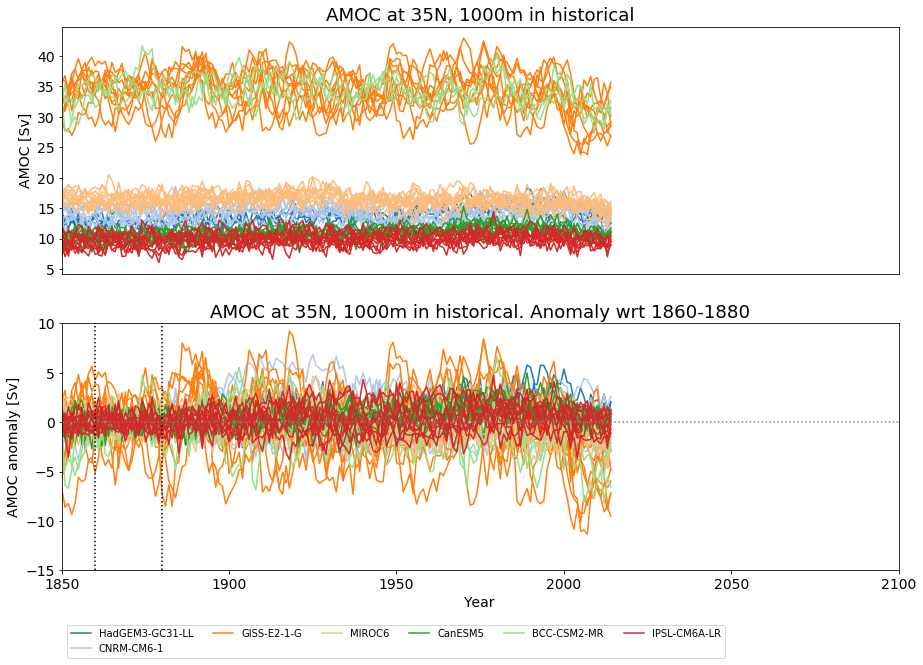 AMOC at 35N, 1000m in historical
AMOC [Sv]
40
35
30
25
20
15
10
5
AMOC at 35N, 1000m in historical. Anomaly wrt 1860-1880
AMOC anomaly [Sv]
10
5
0
−5
−10
−15
1850 1900 1950 2000 2050 2100
Year
HadGEM3-GC31-LL GISS-E2-1-G MIROC6 CanESM5 BCC-CSM2-MR IPSL-CM6A-LR
CNRM-CM6-1